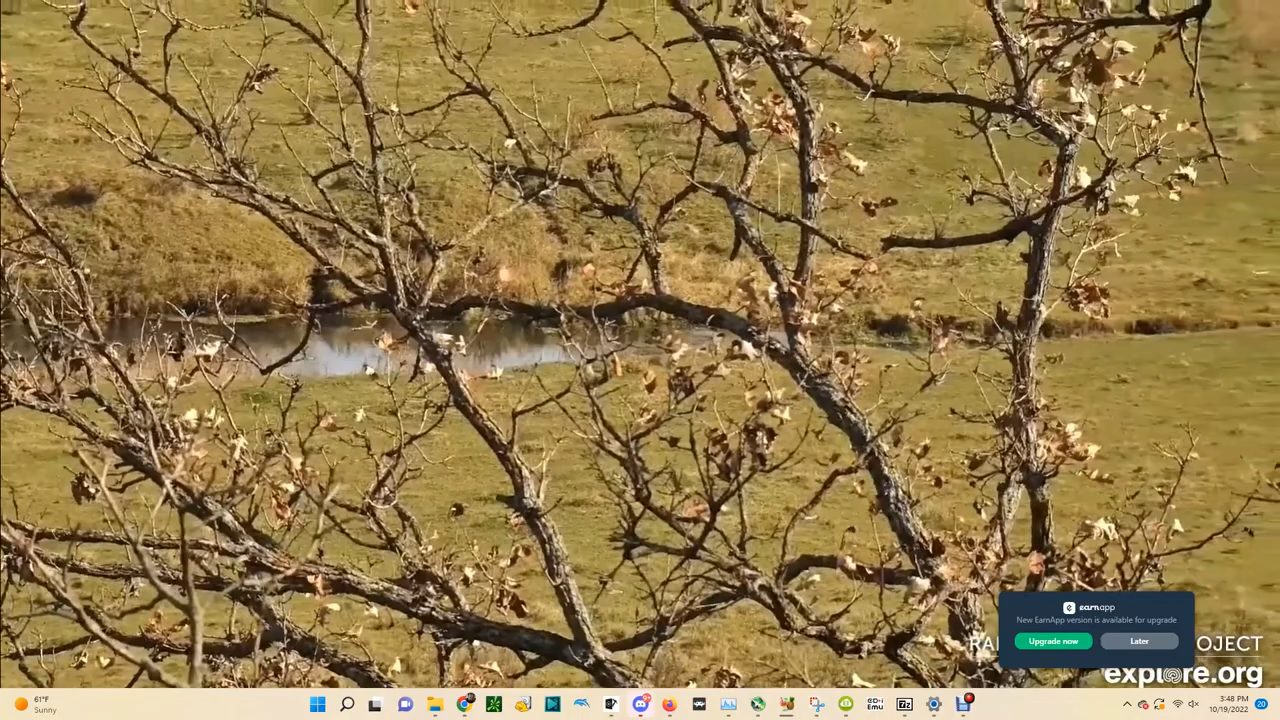 earnapp
New EarnApp version is available for upgrade
Upgrade now
Later
OJECT
explore.org
61°F
Sunny
3:48 PM
10/19/2022
20